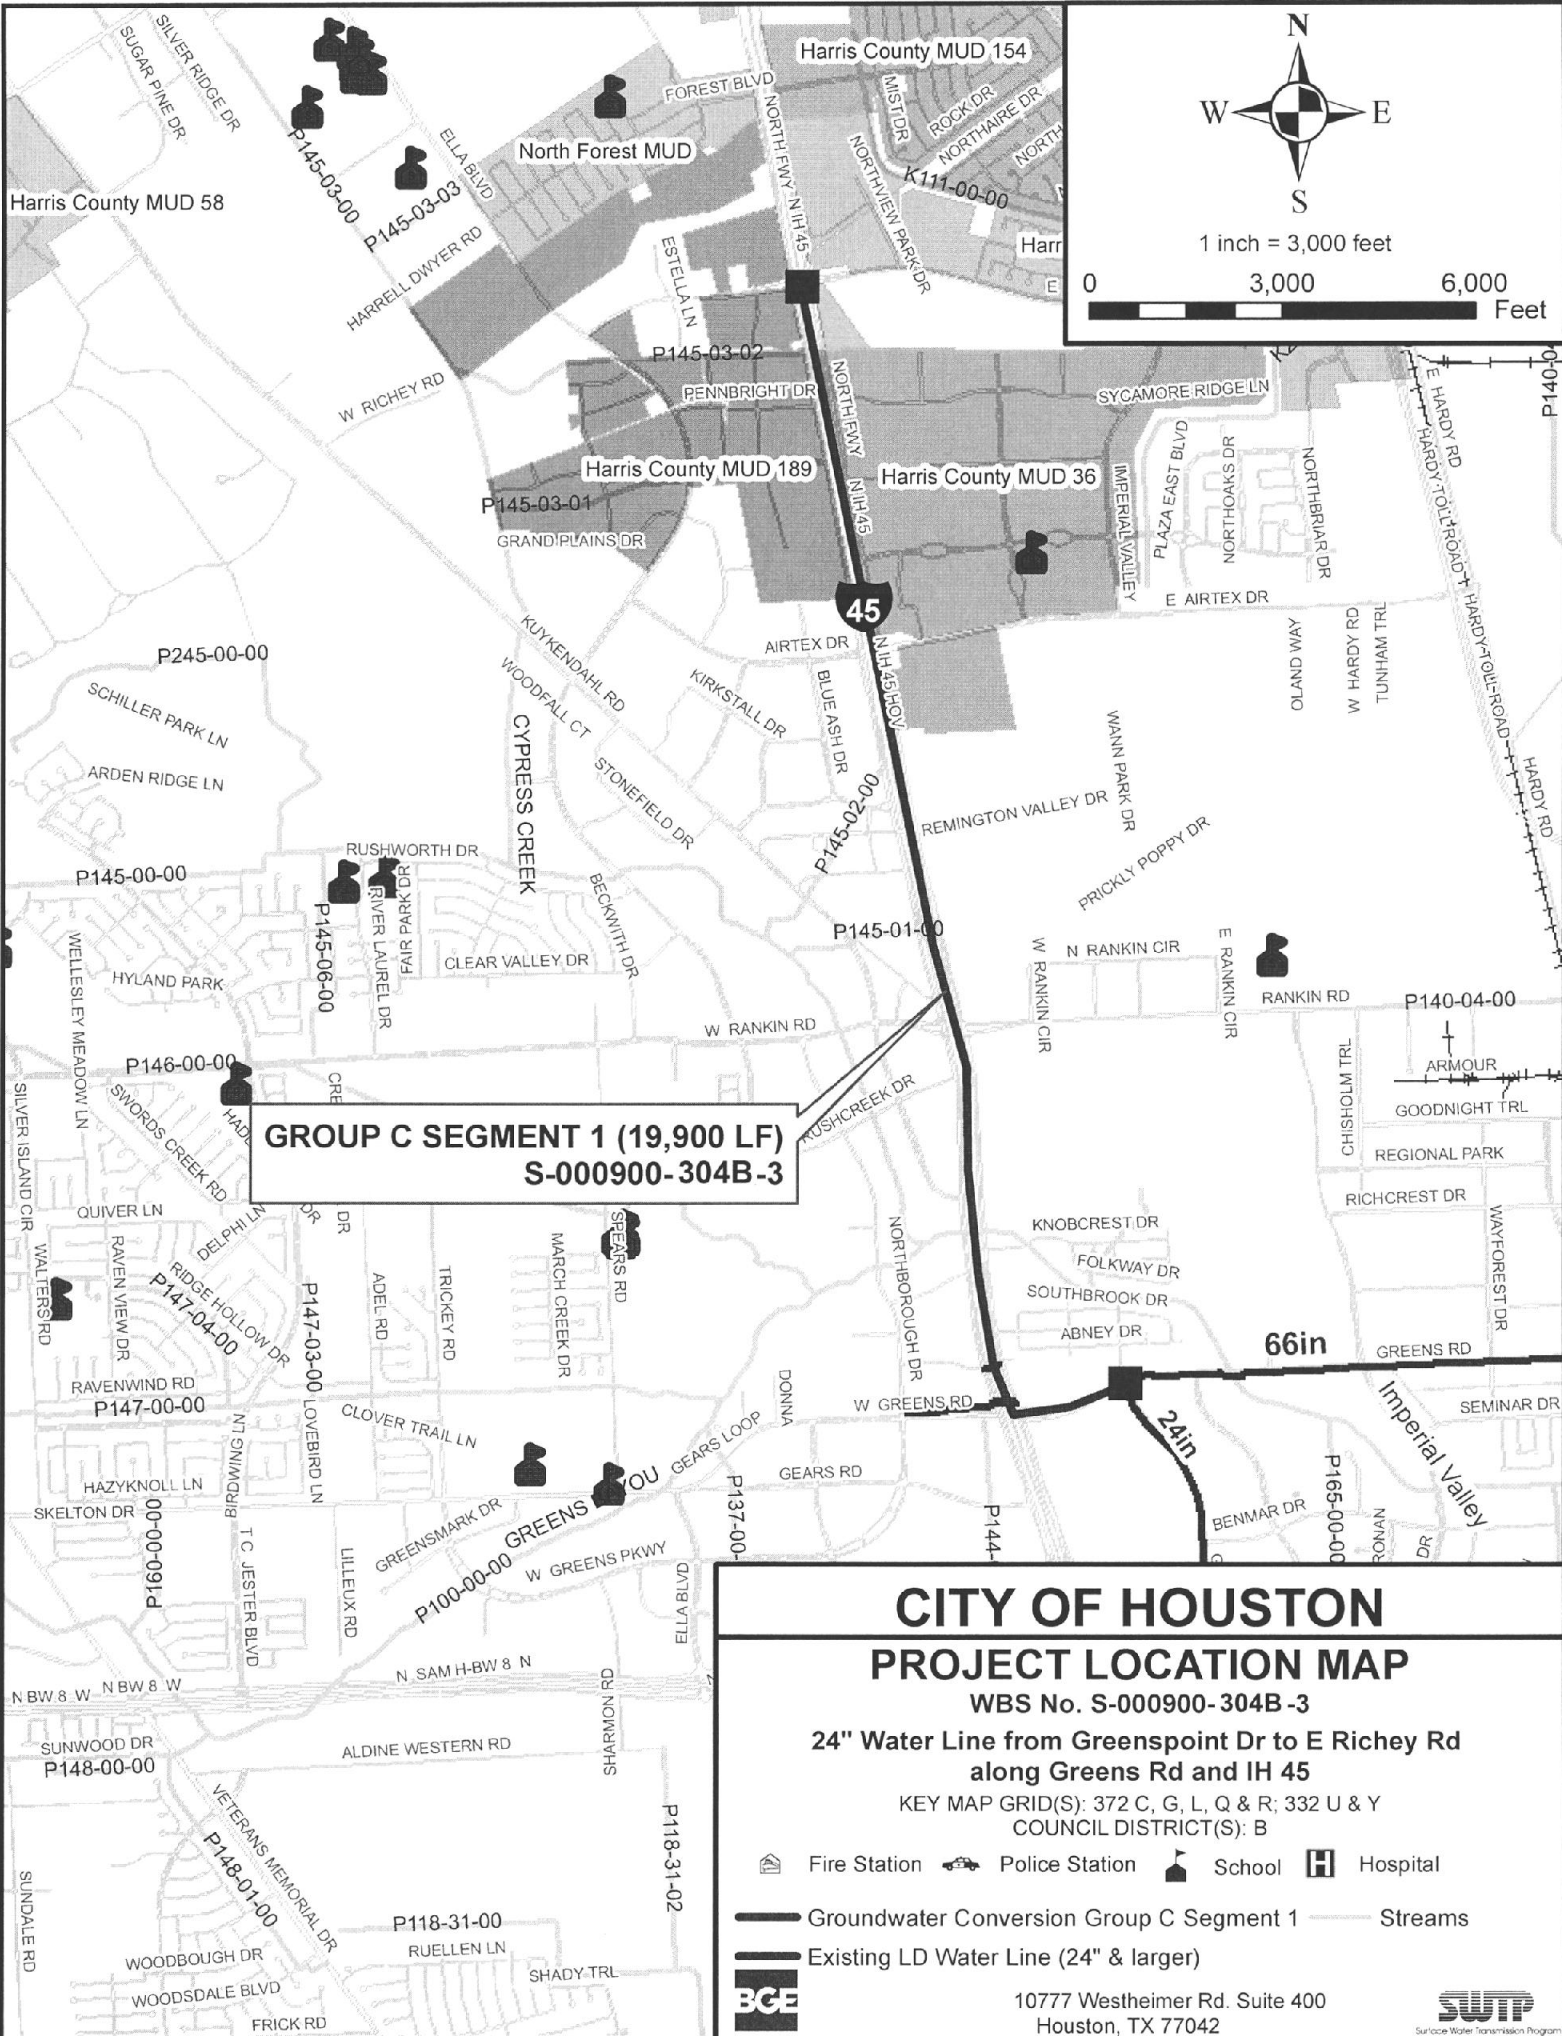 N
W
E
S
1 inch = 3,000 feet
0
3,000
6,000
Feet
Harris County MUD 154
SUGAR PINE DR
SILVER RIDGE DR
FOREST BLVD
MIST DR
ROCK DR
NORTHAIRE DR
NORTH
North Forest MUD
NORTH FWY N IH 45
P145-03-00
ELLA BLVD
P145-03-03
K111-00-00
NORTHVIEW PARK DR
Harris County MUD 58
HARRELL DWYER RD
ESTELLA LN
Harr
E
P145-03-02
W RICHEY RD
PENNBRIGHT DR
NORTH FWY
N IH 45
SYCAMORE RIDGE LN
E HARDY RD
P140-0
HARDY TOLL ROAD
Harris County MUD 189
Harris County MUD 36
IMPERIAL VALLEY
PLAZA EAST BLVD
NORTHOAKS DR
NORTHBRIAR DR
P145-03-01
GRAND PLAINS DR
45
E AIRTEX DR
HARDY-TOLL-ROAD
P245-00-00
KUYKENDAHL RD
AIRTEX DR
N IH 45 HOV
OLAND WAY
W HARDY RD
TUNHAM TRL
SCHILLER PARK LN
WOODFALL CT
KIRKSTALL DR
BLUE ASH DR
CYPRESS CREEK
ARDEN RIDGE LN
STONEFIELD DR
P145-02-00
WANN PARK DR
REMINGTON VALLEY DR
PRICKLY POPPY DR
HARDY RD
RUSHWORTH DR
P145-00-00
RIVER LAUREL DR
FAIR PARK DR
BECKWITH DR
P145-01-00
P145-06-00
WELLESLEY MEADOW LN
HYLAND PARK
CLEAR VALLEY DR
W RANKIN CIR
N RANKIN CIR
E RANKIN CIR
RANKIN RD
P140-04-00
W RANKIN RD
P146-00-00
ARMOUR
SILVER ISLAND CIR
SWORDS CREEK RD
CRE
RUSHCREEK DR
CHISHOLM TRL
GOODNIGHT TRL
GROUP C SEGMENT 1 (19,900 LF)
S-000900-304B-3
REGIONAL PARK
RICHCREST DR
QUIVER LN
DELPHI LN
DR
DR
SPEARS RD
NORTHBOROUGH DR
KNOBCREST DR
WAYFOREST DR
WALTERS RD
RAVEN VIEW DR
RIDGE HOLLOW DR
P147-04-00
P147-03-00
ADEL RD
TRICKEY RD
MARCH CREEK DR
FOLKWAY DR
SOUTHBROOK DR
ABNEY DR
66in
GREENS RD
RAVENWIND RD
P147-00-00
LOVEBIRD LN
CLOVER TRAIL LN
DONNA
W GREENS RD
24in
Imperial Valley
SEMINAR DR
BIRDWING LN
GEARS LOOP
GEARS RD
HAZYKNOLL LN
SKELTON DR
P160-00-00
GREENSMARK DR
GREENS
YOU
P137-00-
P144-
BENMAR DR
P165-00-00
RONAN
DR
T C JESTER BLVD
LILLEUX RD
P100-00-00
W GREENS PKWY
ELLA BLVD
N BW 8 W
N BW 8 W
N SAM H-BW 8 N
SHARMON RD
SUNWOOD DR
P148-00-00
ALDINE WESTERN RD
VETERANS MEMORIAL DR
P148-01-00
P118-31-02
SUNDALE RD
P118-31-00
RUELLEN LN
WOODBOUGH DR
WOODSDALE BLVD
SHADY TRL
FRICK RD
CITY OF HOUSTON
PROJECT LOCATION MAP
WBS No. S-000900-304B-3
24" Water Line from Greenspoint Dr to E Richey Rd
along Greens Rd and IH 45
KEY MAP GRID(S): 372 C, G, L, Q & R; 332 U & Y
COUNCIL DISTRICT(S): B
Fire Station
Police Station
School
H Hospital
Groundwater Conversion Group C Segment 1
Streams
Existing LD Water Line (24" & larger)
BGE
10777 Westheimer Rd. Suite 400
Houston, TX 77042
SWTP
Surface Water Transmission Program